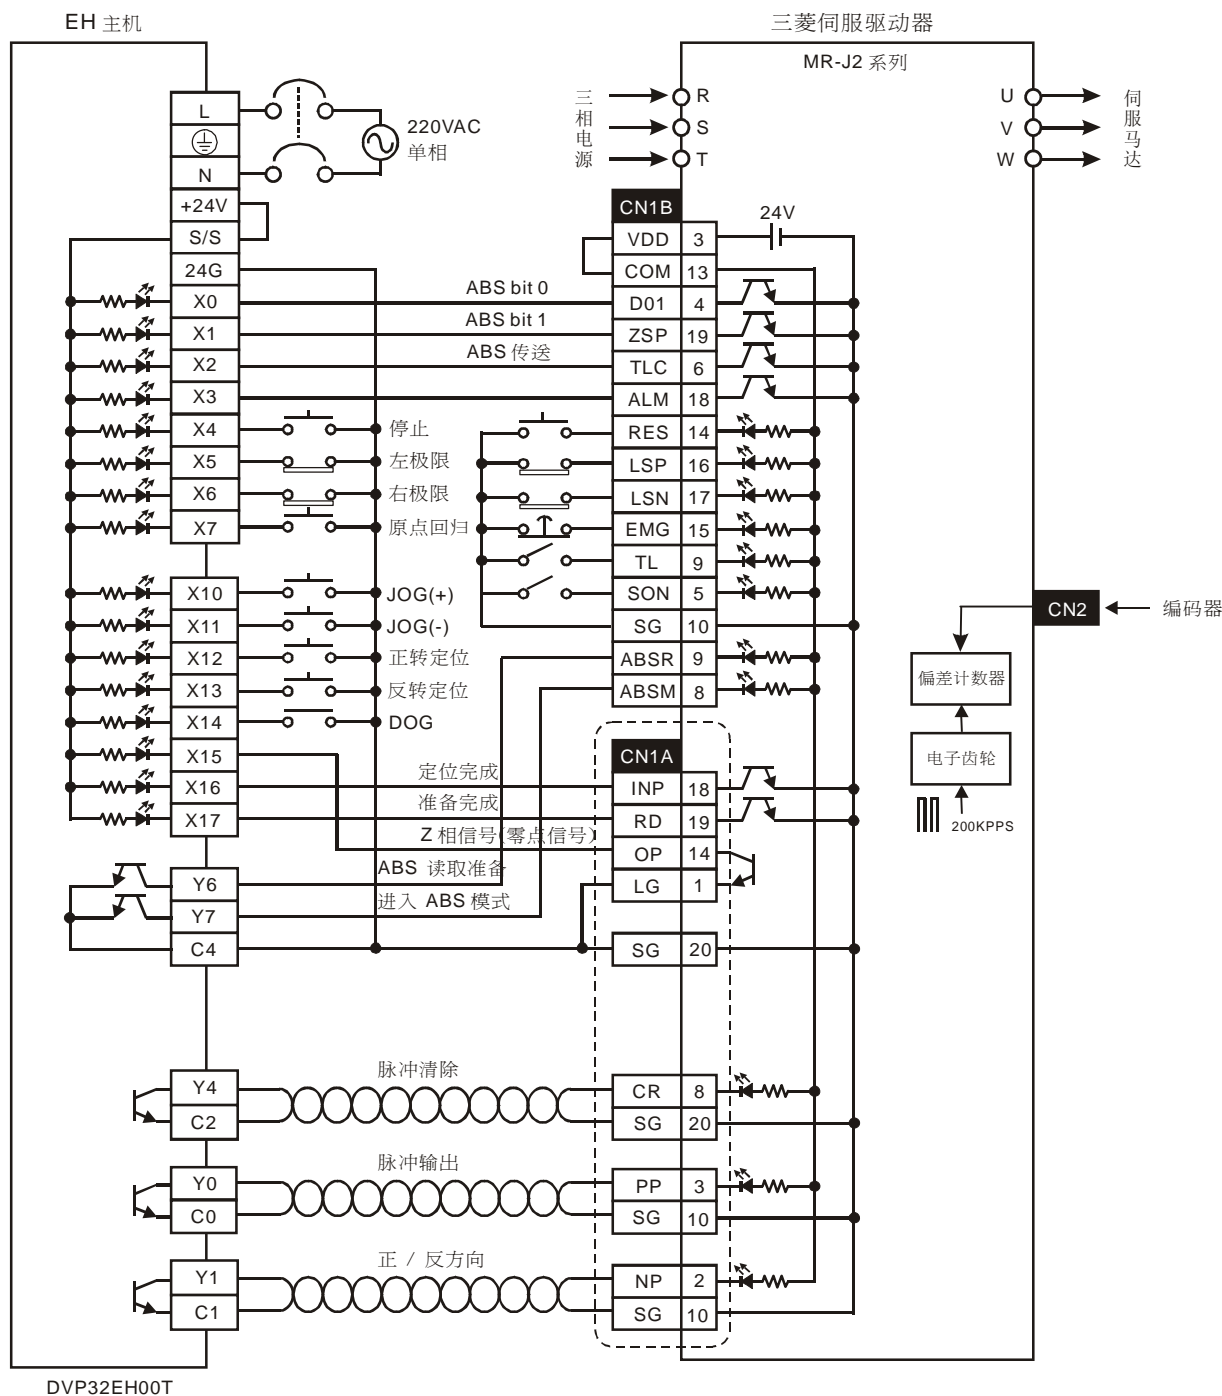 EH 主机
三菱伺服驱动器
MR-J2 系列
L
N
+24V
S/S
24G
X0
X1
X2
X3
X4
X5
X6
X7
X10
X11
X12
X13
X14
X15
X16
X17
Y6
Y7
C4
Y4
C2
Y0
C0
Y1
C1
DVP32EH00T
220VAC
单相
ABS bit 0
ABS bit 1
ABS 传送
停止
左极限
右极限
原点回归
JOG(+)
JOG(-)
正转定位
反转定位
DOG
定位完成
准备完成
Z 相信号(零点信号)
ABS 读取准备
进入 ABS 模式
脉冲清除
脉冲输出
正 / 反方向
三相电源
R
S
T
U
V
W
伺服马达
CN1B
24V
VDD 3
COM 13
D01 4
ZSP 19
TLC 6
ALM 18
RES 14
LSP 16
LSN 17
EMG 15
TL 9
SON 5
SG 10
ABSR 9
ABSM 8
CN1A
INP 18
RD 19
OP 14
LG 1
SG 20
CR 8
SG 20
PP 3
SG 10
NP 2
SG 10
CN2
编码器
偏差计数器
电子齿轮
200KPPS